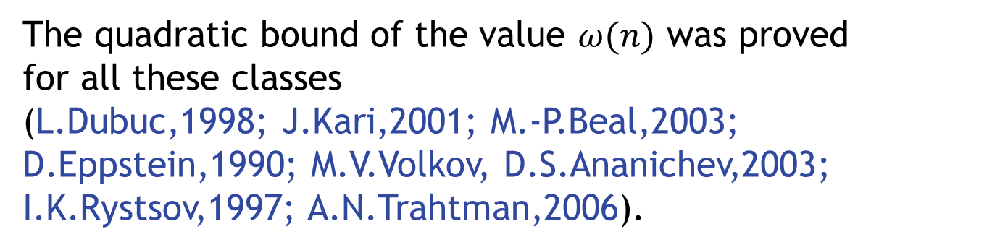 The quadratic bound of the value ω(n) was proved
for all these classes
(L.Dubuc,1998; J.Kari,2001; M.-P.Beal,2003;
D.Eppstein,1990; M.V.Volkov, D.S.Ananichev,2003;
I.K.Rystsov,1997; A.N.Trahtman,2006).